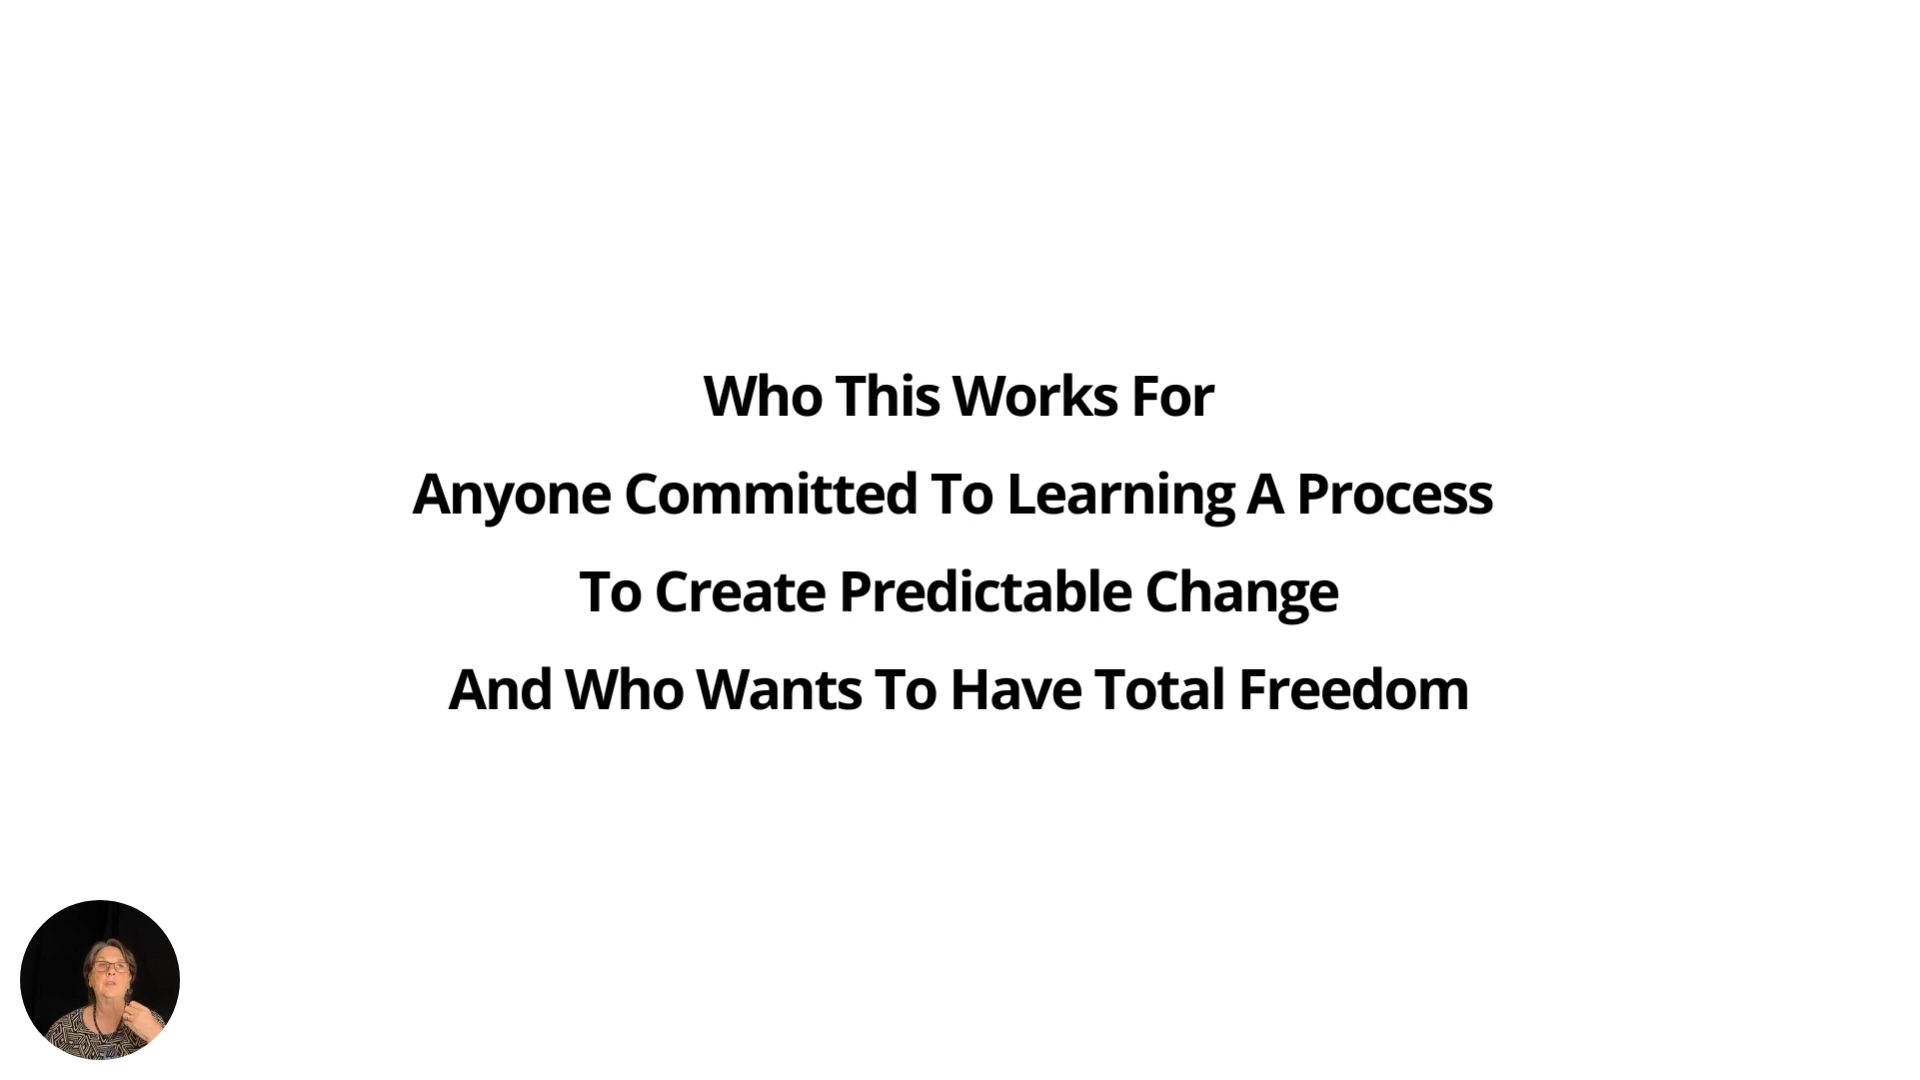 Who This Works For
Anyone Committed To Learning A Process
To Create Predictable Change
And Who Wants To Have Total Freedom